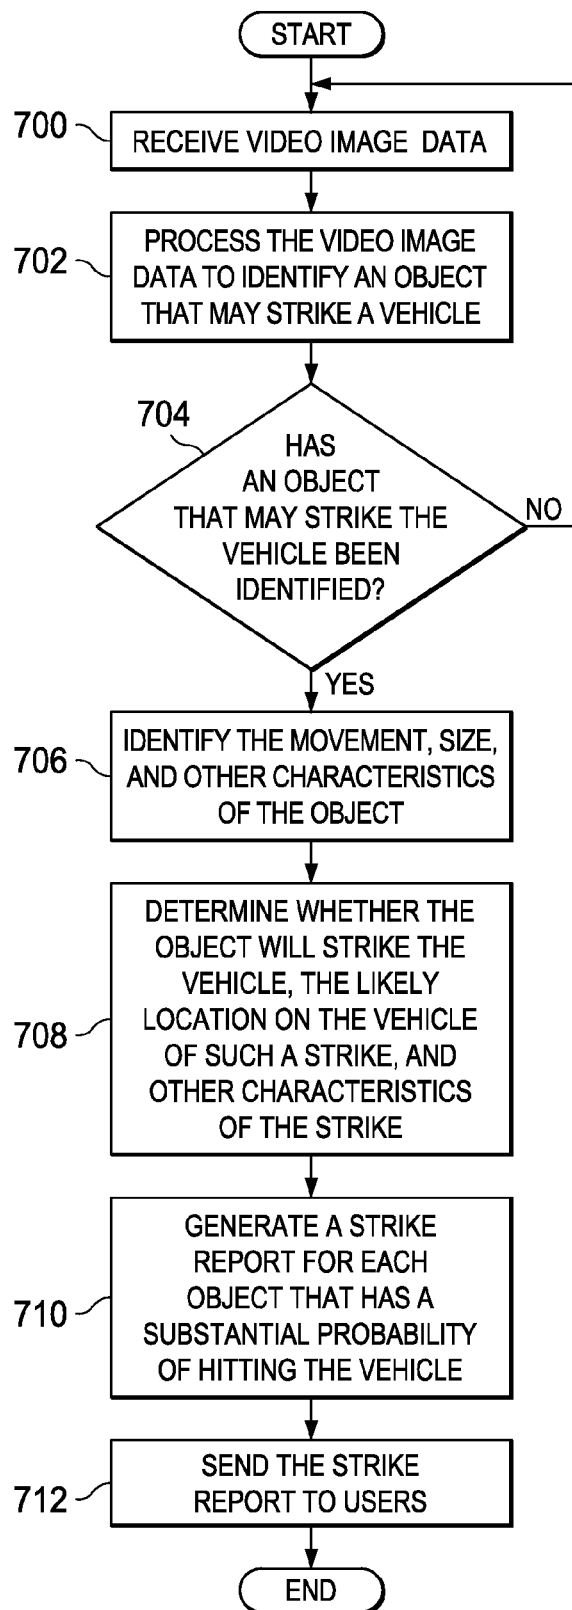 START
700
RECEIVE VIDEO IMAGE DATA
702
PROCESS THE VIDEO IMAGE
DATA TO IDENTIFY AN OBJECT
THAT MAY STRIKE A VEHICLE
704
HAS
AN OBJECT
THAT MAY STRIKE THE
VEHICLE BEEN
IDENTIFIED?
NO
YES
706
IDENTIFY THE MOVEMENT, SIZE,
AND OTHER CHARACTERISTICS
OF THE OBJECT
708
DETERMINE WHETHER THE
OBJECT WILL STRIKE THE
VEHICLE, THE LIKELY
LOCATION ON THE VEHICLE
OF SUCH A STRIKE, AND
OTHER CHARACTERISTICS
OF THE STRIKE
710
GENERATE A STRIKE
REPORT FOR EACH
OBJECT THAT HAS A
SUBSTANTIAL PROBABILITY
OF HITTING THE VEHICLE
712
SEND THE STRIKE
REPORT TO USERS
END